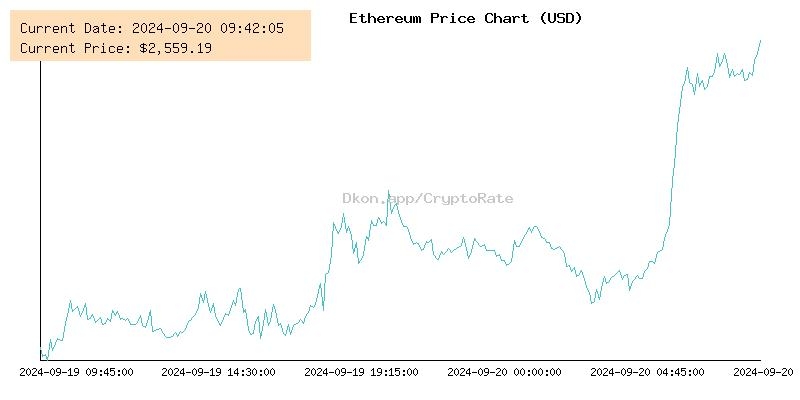 Ethereum Price Chart (USD)
Current Date: 2024-09-20 09:42:05
Current Price: $2,559.19
Dkon.app/CryptoRate
2024-09-19 09:45:00 2024-09-19 14:30:00 2024-09-19 19:15:00 2024-09-20 00:00:00 2024-09-20 04:45:00 2024-09-20